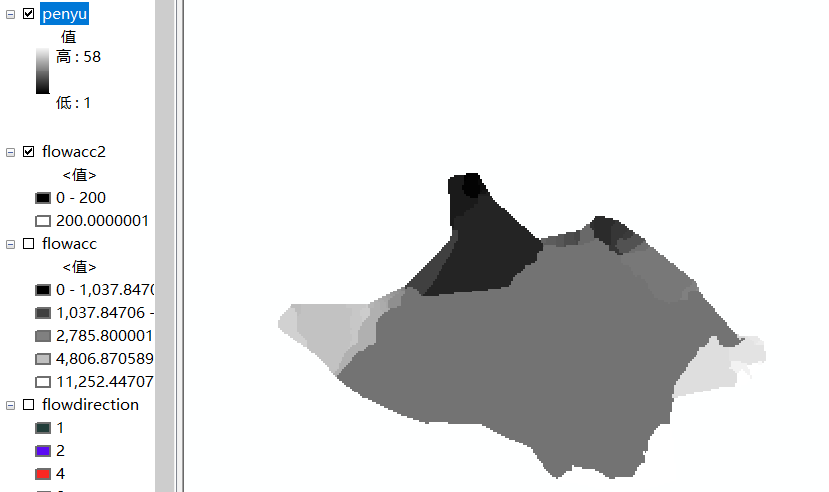 penyu
值
高 : 58
低 : 1
flowacc2
<值>
0 - 200
200.0000001
flowacc
<值>
0 - 1,037.8470
1,037.84706 -
2,785.800001
4,806.870589
11,252.44707
flowdirection
1
2
4